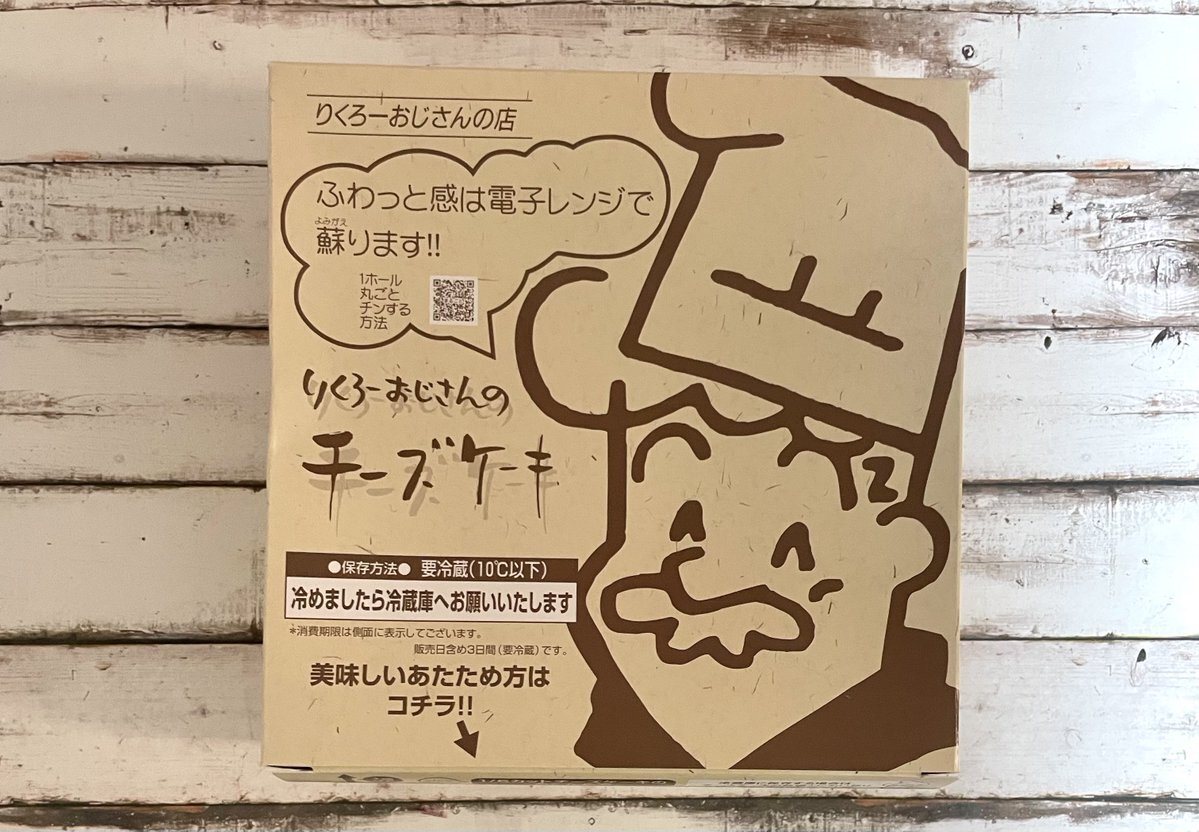 りくろーおじさんの店
ふわっと感は電子レンジで
よみがえ
蘇ります!!
1ホール
丸ごと
チンする
方法
りくろーおじさんの
チーズケーキ
●保存方法● 要冷蔵(10℃以下)
冷めましたら冷蔵庫へお願いいたします
*消費期限は側面に表示してございます。
販売日含め3日間(要冷蔵)です。
美味しいあたため方は
コチラ!!